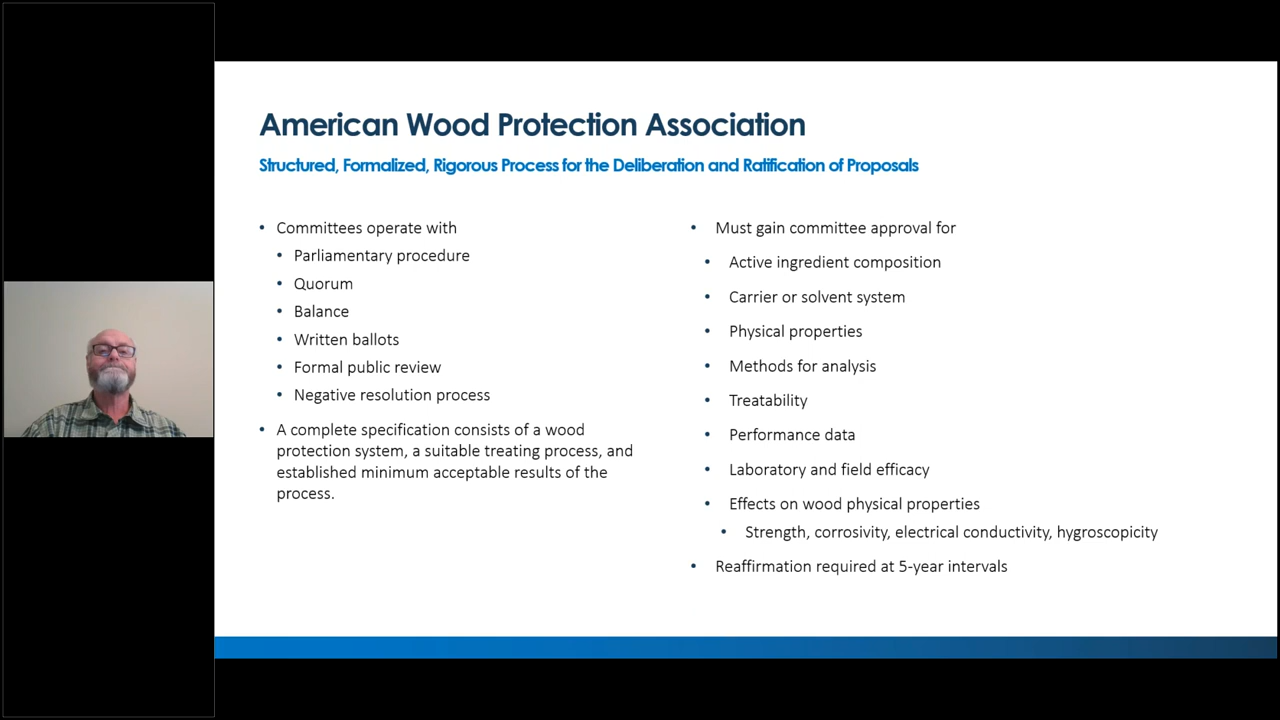 American Wood Protection Association
Structured, Formalized, Rigorous Process for the Deliberation and Ratification of Proposals
• Committees operate with
• Parliamentary procedure
• Quorum
• Balance
• Written ballots
• Formal public review
• Negative resolution process
• A complete specification consists of a wood
protection system, a suitable treating process, and
established minimum acceptable results of the
process.
• Must gain committee approval for
• Active ingredient composition
• Carrier or solvent system
• Physical properties
• Methods for analysis
• Treatability
• Performance data
• Laboratory and field efficacy
• Effects on wood physical properties
• Strength, corrosivity, electrical conductivity, hygroscopicity
• Reaffirmation required at 5-year intervals